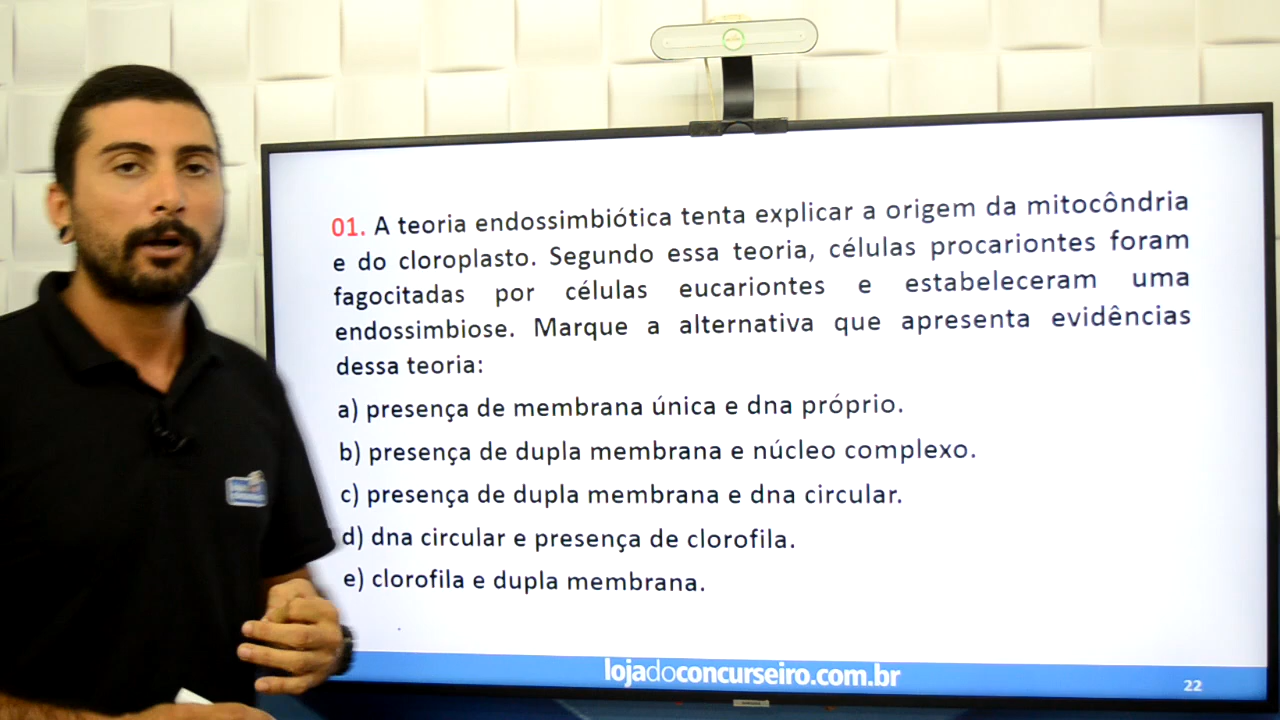 01. A teoria endossimbiótica tenta explicar a origem da mitocôndria
e do cloroplasto. Segundo essa teoria, células procariontes foram
fagocitadas por células eucariontes e estabeleceram uma
endossimbiose. Marque a alternativa que apresenta evidências
dessa teoria:
a) presença de membrana única e dna próprio.
b) presença de dupla membrana e núcleo complexo.
c) presença de dupla membrana e dna circular.
d) dna circular e presença de clorofila.
e) clorofila e dupla membrana.
lojadoconcurseiro.com.br
22